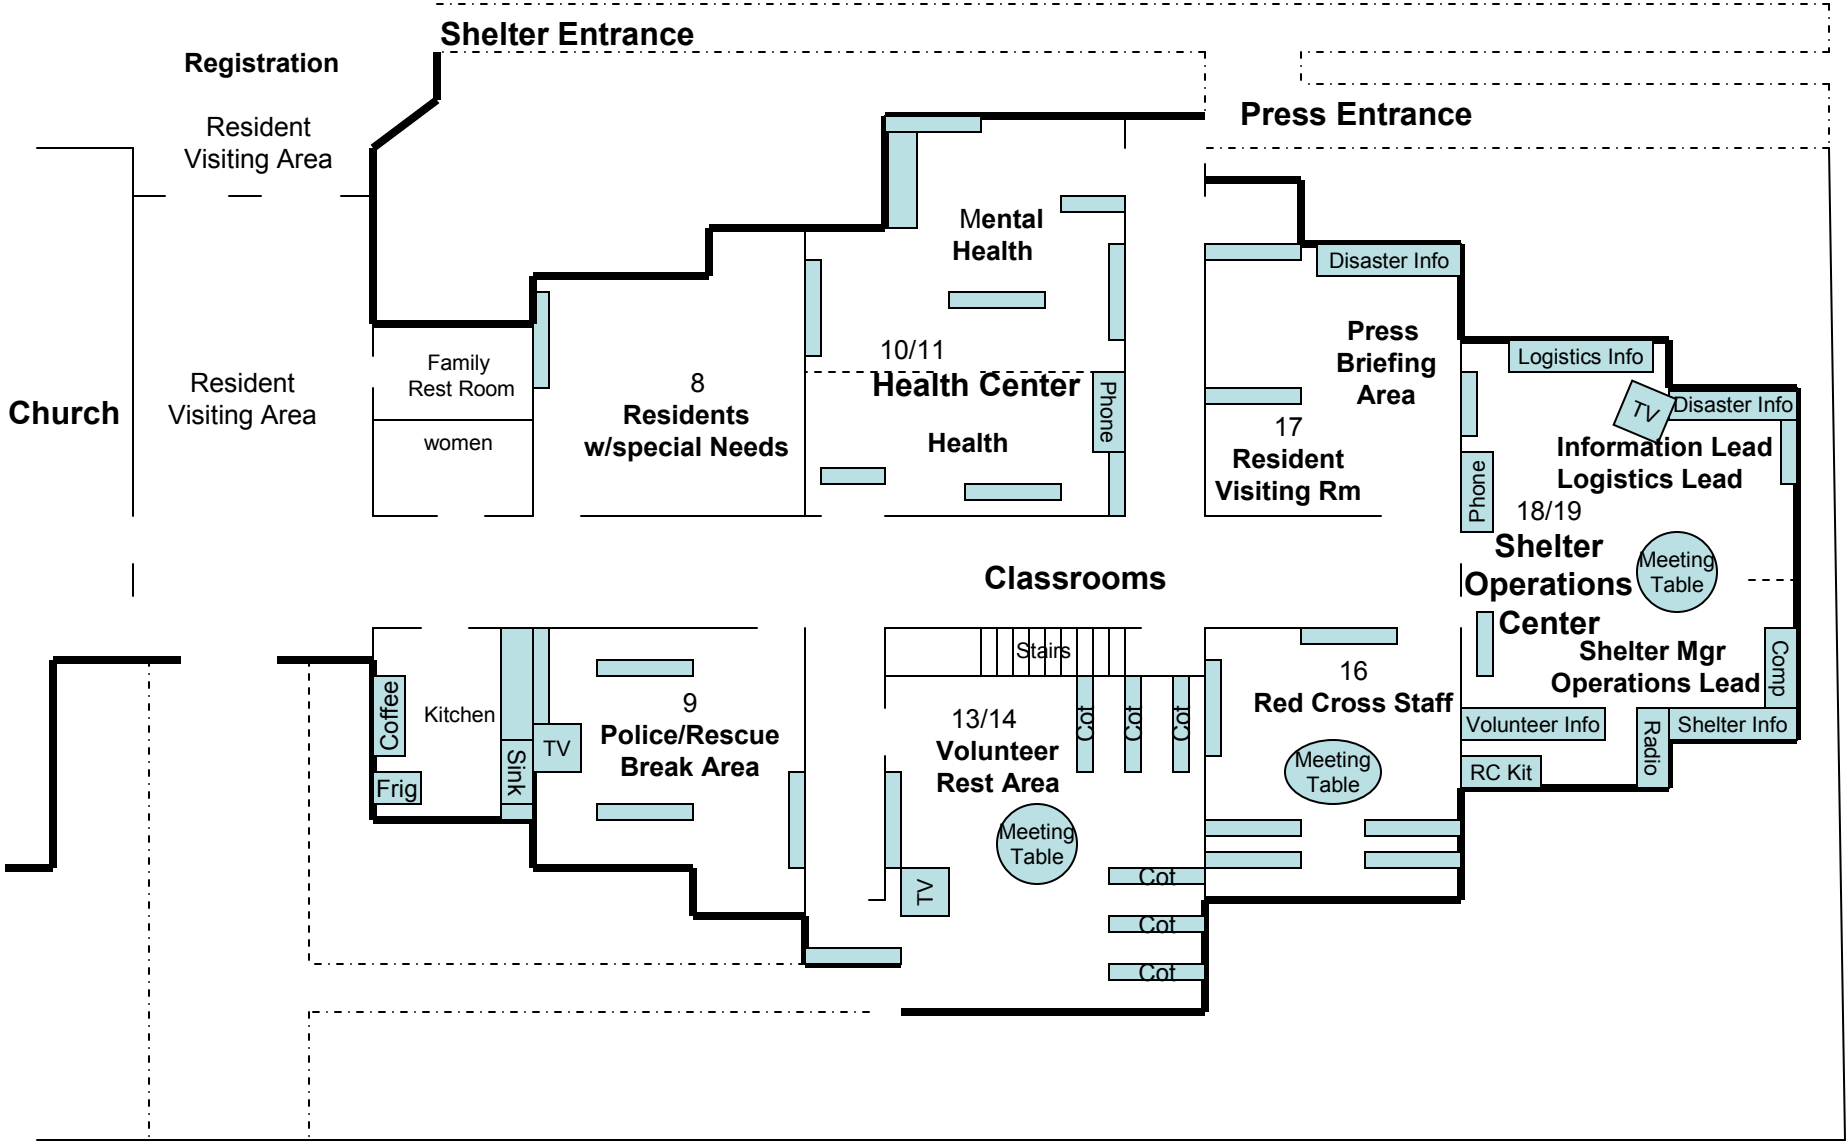 Shelter Entrance
Registration
Resident
Visiting Area
Press Entrance
Mental
Health
Disaster Info
Press
Briefing
Area
Logistics Info
TV
Disaster Info
Family
Rest Room
women
Resident
Visiting Area
Church
8
Residents
w/special Needs
10/11
Health Center
Phone
Health
17
Resident
Visiting Rm
Information Lead
Logistics Lead
Phone
18/19
Shelter
Operations
Center
Meeting
Table
Classrooms
Stairs
Shelter Mgr
Operations Lead
Comp
Coffee
Kitchen
Frig
Sink
TV
9
Police/Rescue
Break Area
13/14
Volunteer
Rest Area
Cot
Cot
Cot
16
Red Cross Staff
Volunteer Info
Radio
Shelter Info
RC Kit
Meeting
Table
Meeting
Table
TV
Cot
Cot
Cot